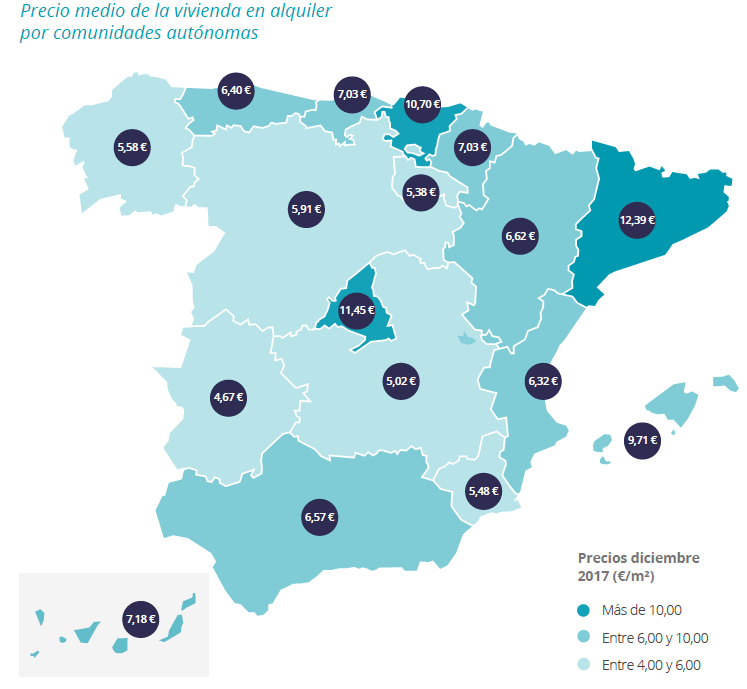 Precio medio de la vivienda en alquiler
por comunidades autónomas
6,40 €
7,03 €
10,70 €
5,58 €
7,03 €
5,38 €
5,91 €
12,39 €
6,62 €
11,45 €
5,02 €
6,32 €
4,67 €
9,71 €
5,48 €
6,57 €
Precios diciembre
2017 (€/m²)
Más de 10,00
7,18 €
Entre 6,00 y 10,00
Entre 4,00 y 6,00